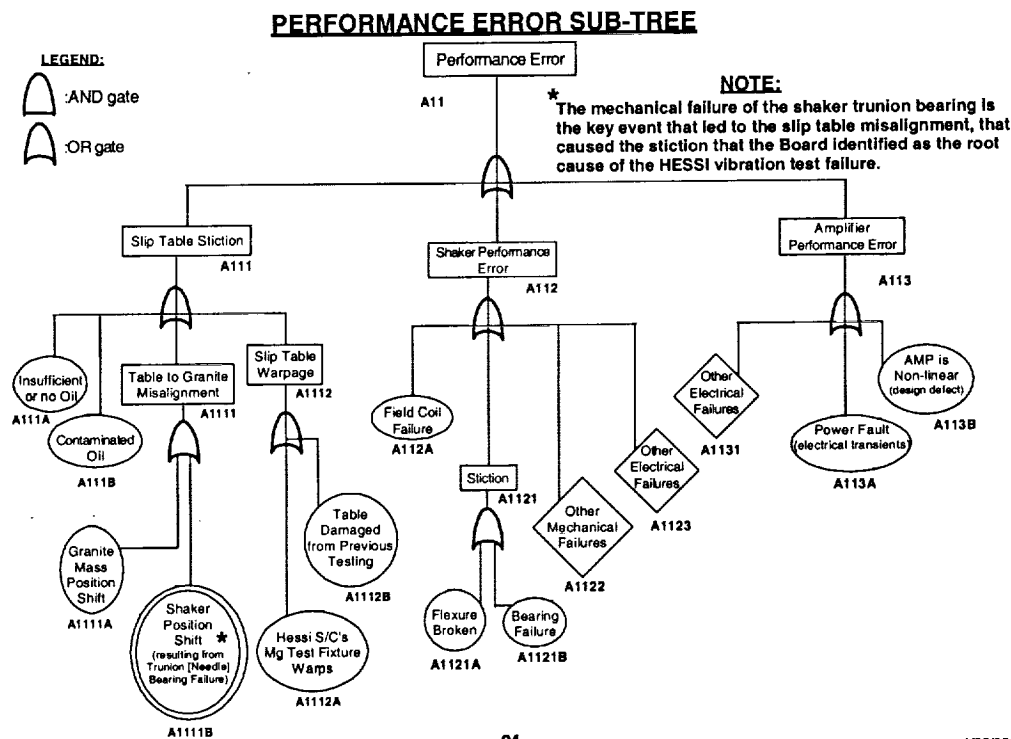 PERFORMANCE ERROR SUB-TREE
LEGEND:
:AND gate
:OR gate
Performance Error
A11
NOTE:
*
The mechanical failure of the shaker trunion bearing is
the key event that led to the slip table misalignment, that
caused the stiction that the Board identified as the root
cause of the HESSI vibration test failure.
Slip Table Stiction
A111
Shaker Performance
Error
A112
Amplifier
Performance Error
A113
Insufficient
or no Oil
A111A
Contaminated
Oil
A111B
Table to Granite
Misalignment
A1111
Slip Table
Warpage
A1112
Field Coil
Failure
A112A
Stiction
A1121
Other
Mechanical
Failures
A1122
Other
Electrical
Failures
A1123
Other
Electrical
Failures
A1131
Power Fault
(electrical transients)
A113A
AMP is
Non-linear
(design defect)
A113B
Granite
Mass
Position
Shift
A1111A
Shaker
Position
Shift *
(resulting from
Trunion [Needle]
Bearing Failure)
A1111B
Table
Damaged
from Previous
Testing
A1112B
Hessi S/C's
Mg Test Fixture
Warps
A1112A
Flexure
Broken
A1121A
Bearing
Failure
A1121B